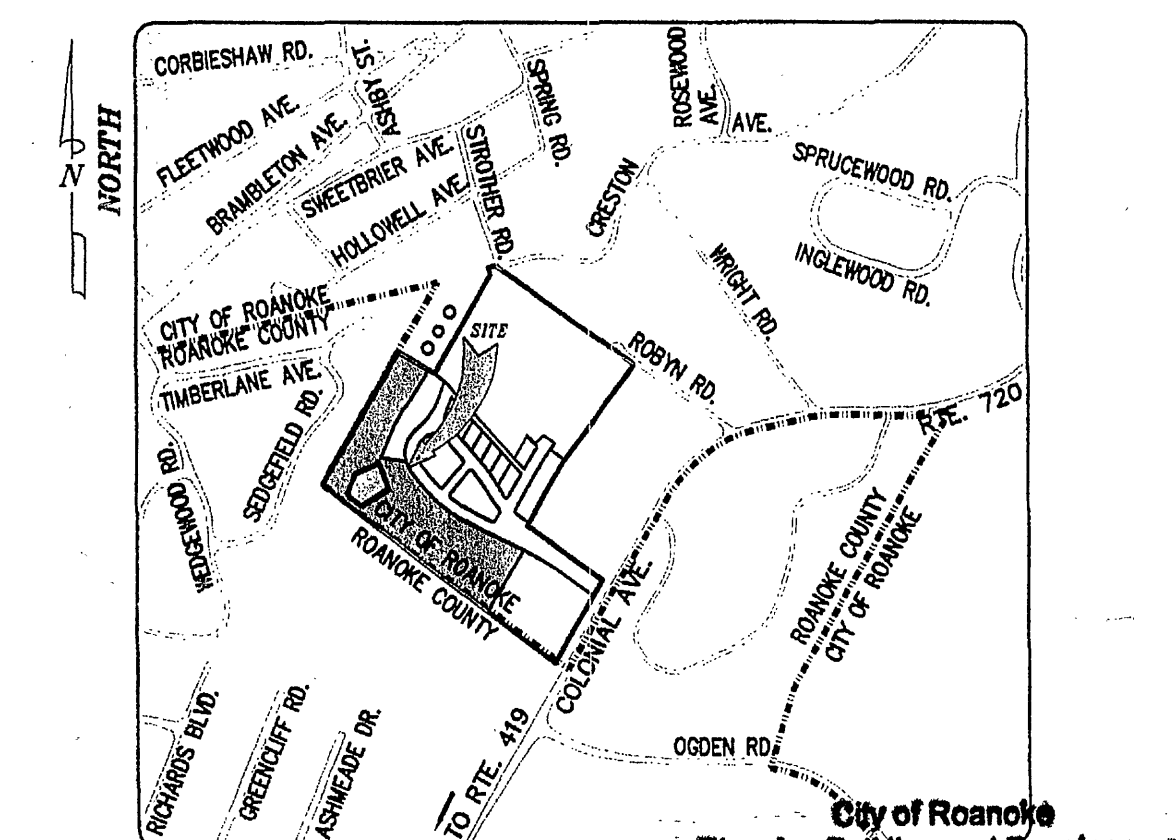 CORBIESHAW RD.
ASHBY ST.
FLEETWOOD AVE.
BRAMBLETON AVE.
SWEETBRIER AVE.
HOLLOWELL AVE.
STROTHER RD.
SPRING RD.
ROSEWOOD
AVE.
AVE.
CRESTON
SPRUCEWOOD RD.
INGLEWOOD RD.
WRIGHT RD.
N
NORTH
CITY OF ROANOKE
ROANOKE COUNTY
TIMBERLANE AVE.
SITE
ROBYN RD.
RTE. 720
SEDGEFIELD RD.
WEDGEWOOD RD.
CITY OF ROANOKE
ROANOKE COUNTY
ROANOKE COUNTY
CITY OF ROANOKE
COLONIAL AVE.
RICHARDS BLVD.
GREENCLIFF RD.
ASHMEADE DR.
TO RTE. 419
OGDEN RD.
City of Roanoke